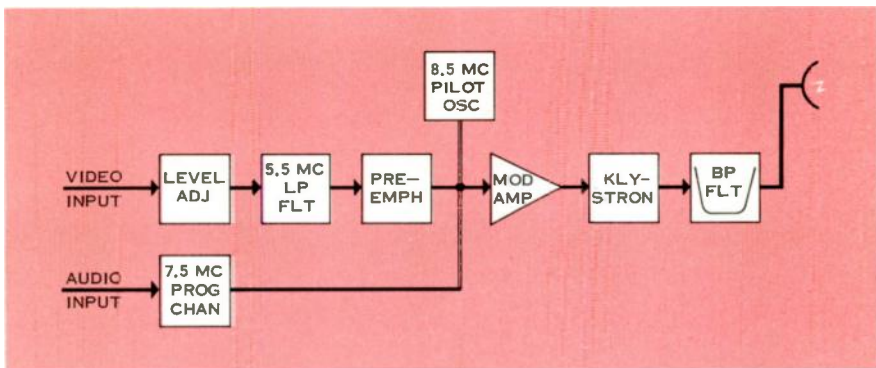 8.5 MC
PILOT
OSC
VIDEO
INPUT
LEVEL
ADJ
5.5 MC
LP
FLT
PRE-
EMPH
MOD
AMP
KLY-
STRON
BP
FLT
AUDIO
INPUT
7.5 MC
PROG
CHAN